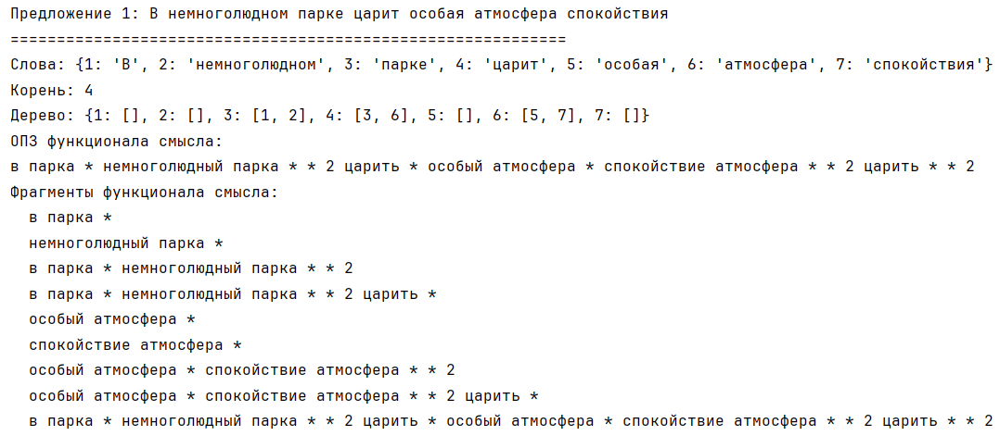 Предложение 1: В немноголюдном парке царит особая атмосфера спокойствия
============================================================
Слова: {1: 'В', 2: 'немноголюдном', 3: 'парке', 4: 'царит', 5: 'особая', 6: 'атмосфера', 7: 'спокойствия'}
Корень: 4
Дерево: {1: [], 2: [], 3: [1, 2], 4: [3, 6], 5: [], 6: [5, 7], 7: []}
ОПЗ функционала смысла:
в парка * немноголюдный парка * * 2 царить * особый атмосфера * спокойствие атмосфера * * 2 царить * * 2
Фрагменты функционала смысла:
в парка *
немноголюдный парка *
в парка * немноголюдный парка * * 2
в парка * немноголюдный парка * * 2 царить *
особый атмосфера *
спокойствие атмосфера *
особый атмосфера * спокойствие атмосфера * * 2
особый атмосфера * спокойствие атмосфера * * 2 царить *
в парка * немноголюдный парка * * 2 царить * особый атмосфера * спокойствие атмосфера * * 2 царить * * 2